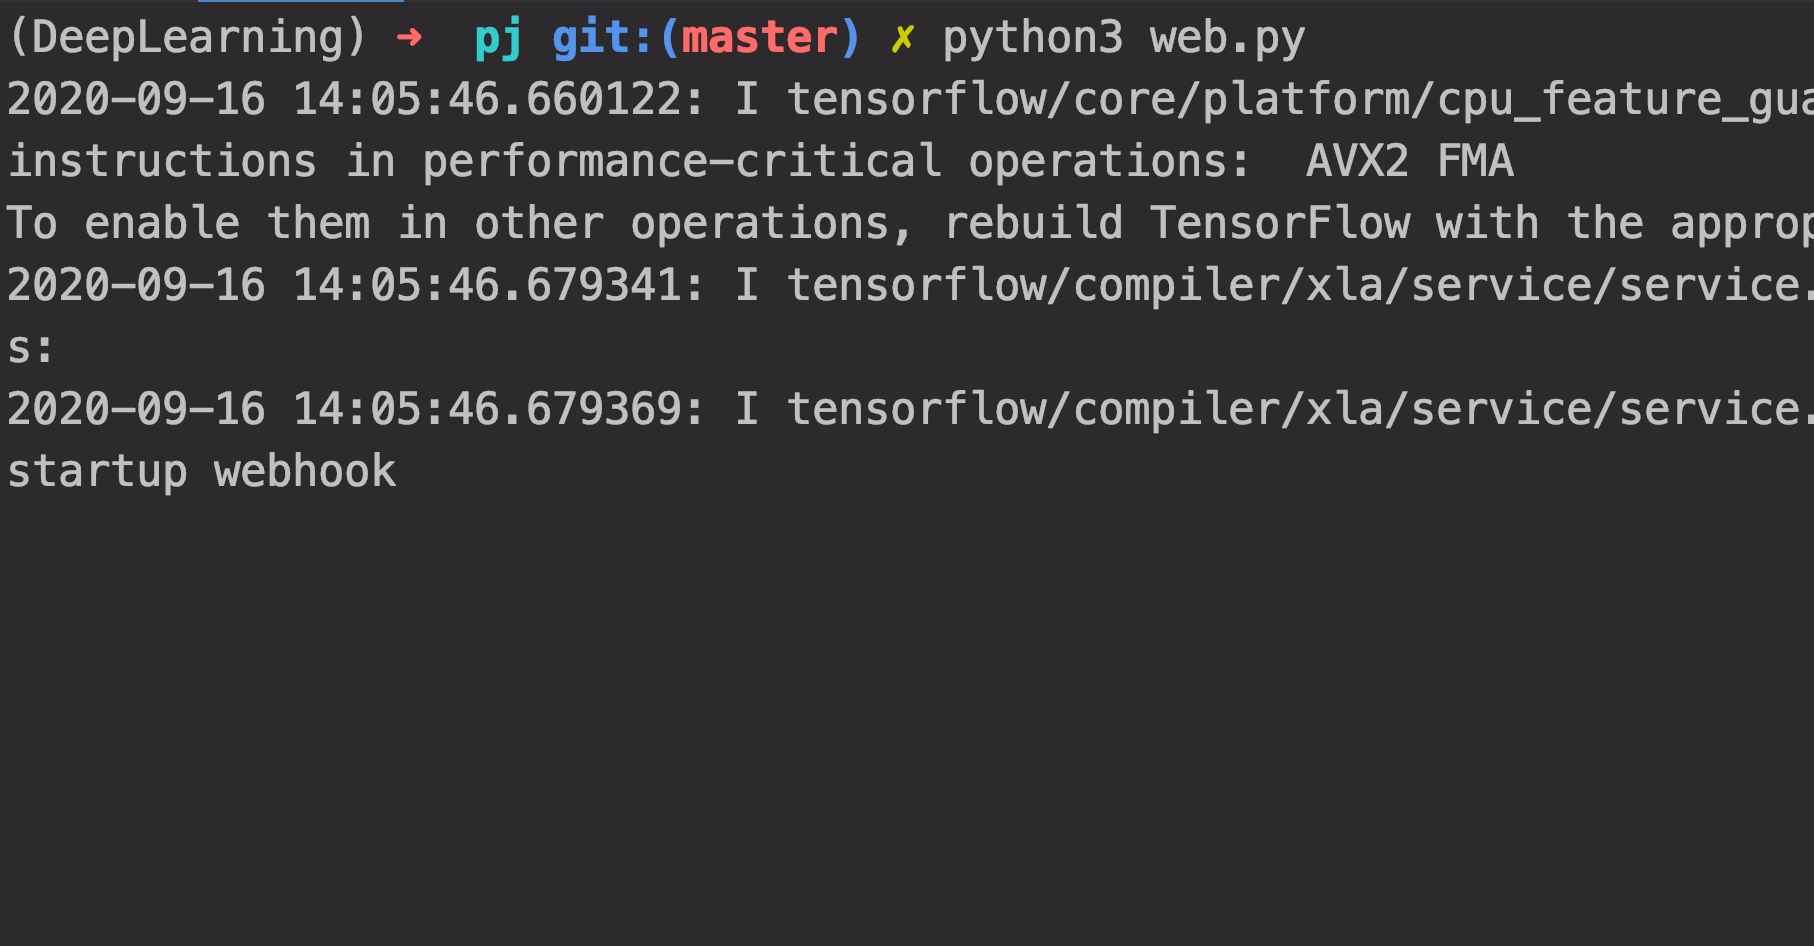 (DeepLearning) ➜  pj git:(master) ✗ python3 web.py
2020-09-16 14:05:46.660122: I tensorflow/core/platform/cpu_feature_gua
instructions in performance-critical operations:  AVX2 FMA
To enable them in other operations, rebuild TensorFlow with the approp
2020-09-16 14:05:46.679341: I tensorflow/compiler/xla/service/service.
s:
2020-09-16 14:05:46.679369: I tensorflow/compiler/xla/service/service.
startup webhook